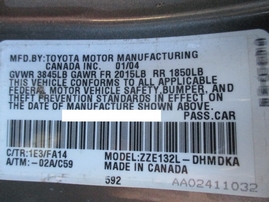 MFD.BY:TOYOTA MOTOR MANUFACTURING
CANADA INC. 01/04
GVWR 3845LB GAWR FR 2015LB RR 1850LB
THIS VEHICLE CONFORMS TO ALL APPLICABLE
FEDERAL MOTOR VEHICLE SAFETY, BUMPER, AND
THEFT PREVENTION STANDARDS IN EFFECT ON
THE DATE OF MANUFACTURE SHOWN ABOVE.
PASS.CAR
C/TR:1E3/FA14 MODEL:ZZE132L-DHMDKA
A/TM:-02A/C59 MADE IN CANADA
592 AA02411032